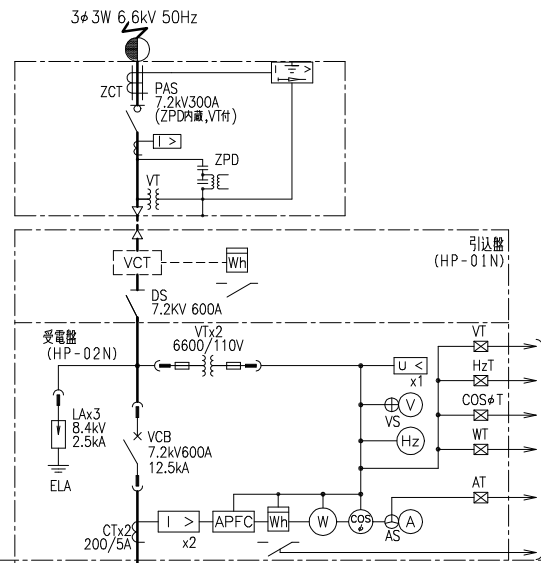 3φ3W 6.6kV 50Hz
ZCT
PAS
7.2kV300A
(ZPD内蔵,VT付)
I >
I >
ZPD
VT
引込盤
(HP-01N)
VCT
Wh
DS
7.2KV 600A
受電盤
(HP-02N)
VTx2
6600/110V
U <
x1
VS
V
Hz
VT
HzT
COSφT
WT
AT
LAx3
8.4kV
2.5kA
ELA
VCB
7.2kV600A
12.5kA
CTx2
200/5A
I >
x2
APFC
Wh
W
COS
φ
AS
A